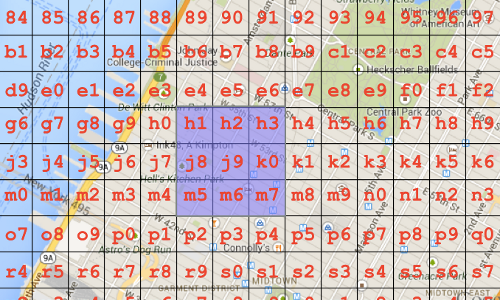 84 85 86 87 88 89 90 91 92 93 94 95 96 97
Whitney Museum
of American Art
b1 b2 b3 b4 b5 b6 b7 b8 b9 c1 c2 c3 c4 c5
College-Criminal Justice
Heckscher Ballfields
Hudson River
d9 e0 e1 e2 e3 e4 e5 e6 e7 e8 e9 f0 f1 f2
De Witt Clinton Park
Central Park Zoo
g6 g7 g8 g9 h0 h1 h2 h3 h4 h5 h6 h7 h8 h9
9A
Ink48, A Kimpton
j3 j4 j5 j6 j7 j8 j9 k0 k1 k2 k3 k4 k5 k6
Hell's Kitchen Park
m0 m1 m2 m3 m4 m5 m6 m7 m8 m9 n0 n1 n2 n3
New York 495
9A
W 42nd
o7 o8 o9 p0 p1 p2 p3 p4 p5 p6 p7 p8 p9 q0
Astro's Dog Run
Connolly's
r4 r5 r6 r7 r8 r9 s0 s1 s2 s3 s4 s5 s6 s7
Greenacre Park
MIDTOWN
GARMENT DISTRICT